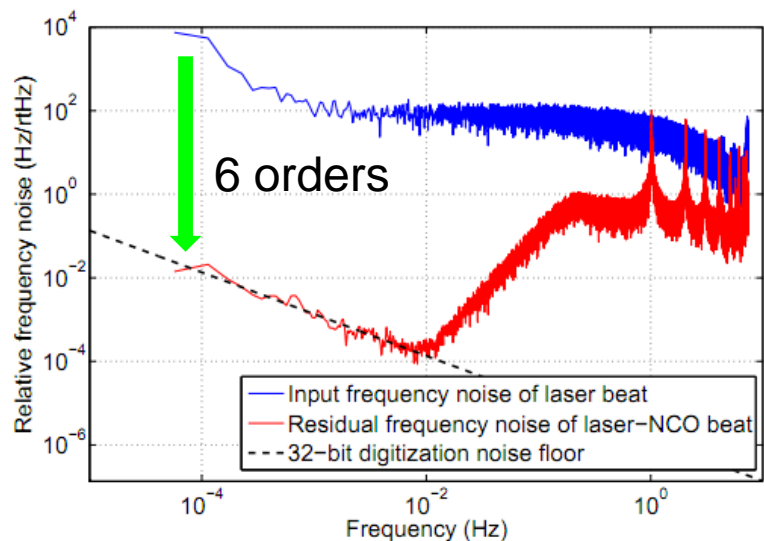 10^4
10^2
10^0
10^-2
10^-4
10^-6
Relative frequency noise (Hz/rtHz)
6 orders
Input frequency noise of laser beat
Residual frequency noise of laser−NCO beat
32−bit digitization noise floor
10^-4
10^-2
10^0
Frequency (Hz)